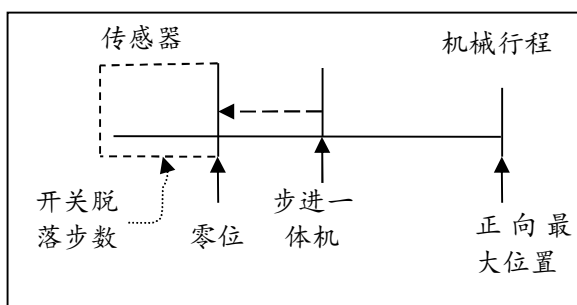 传感器
机械行程
开关脱
落步数
零位
步进一
体机
正向最
大位置